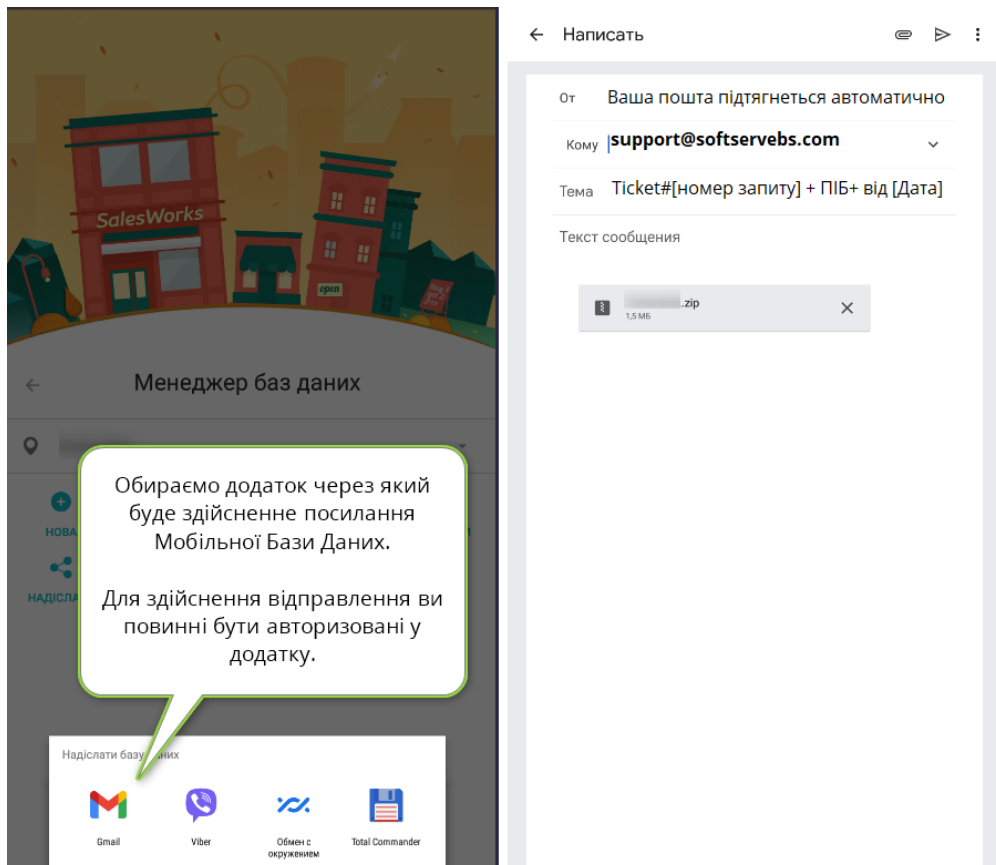 SalesWorks
open
Менеджер баз даних
НОВА
НАДІСЛА
Обираємо додаток через який
буде здійсненне посилання
Мобільної Бази Даних.
Для здійснення відправлення ви
повинні бути авторизовані у
додатку.
Надіслати базу
Gmail
Viber
Обмен с
окружением
Total Commander
Написать
От Ваша пошта підтягнеться автоматично
Кому support@softservebs.com
Тема Ticket#[номер запиту] + ПІБ+ від [Дата]
Текст сообщения
.zip
1,5 МБ